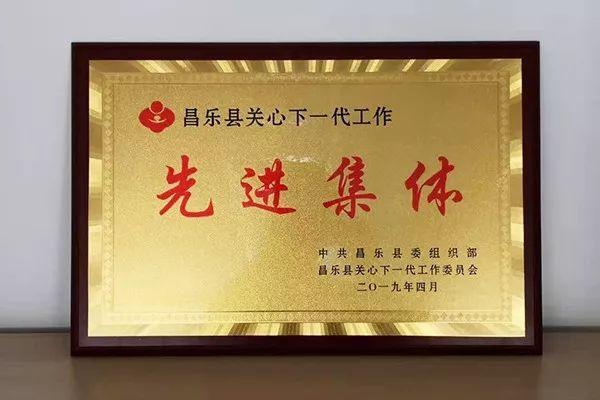 昌乐县关心下一代工作
先进集体
中共昌乐县委组织部
昌乐县关心下一代工作委员会
二〇一九年四月